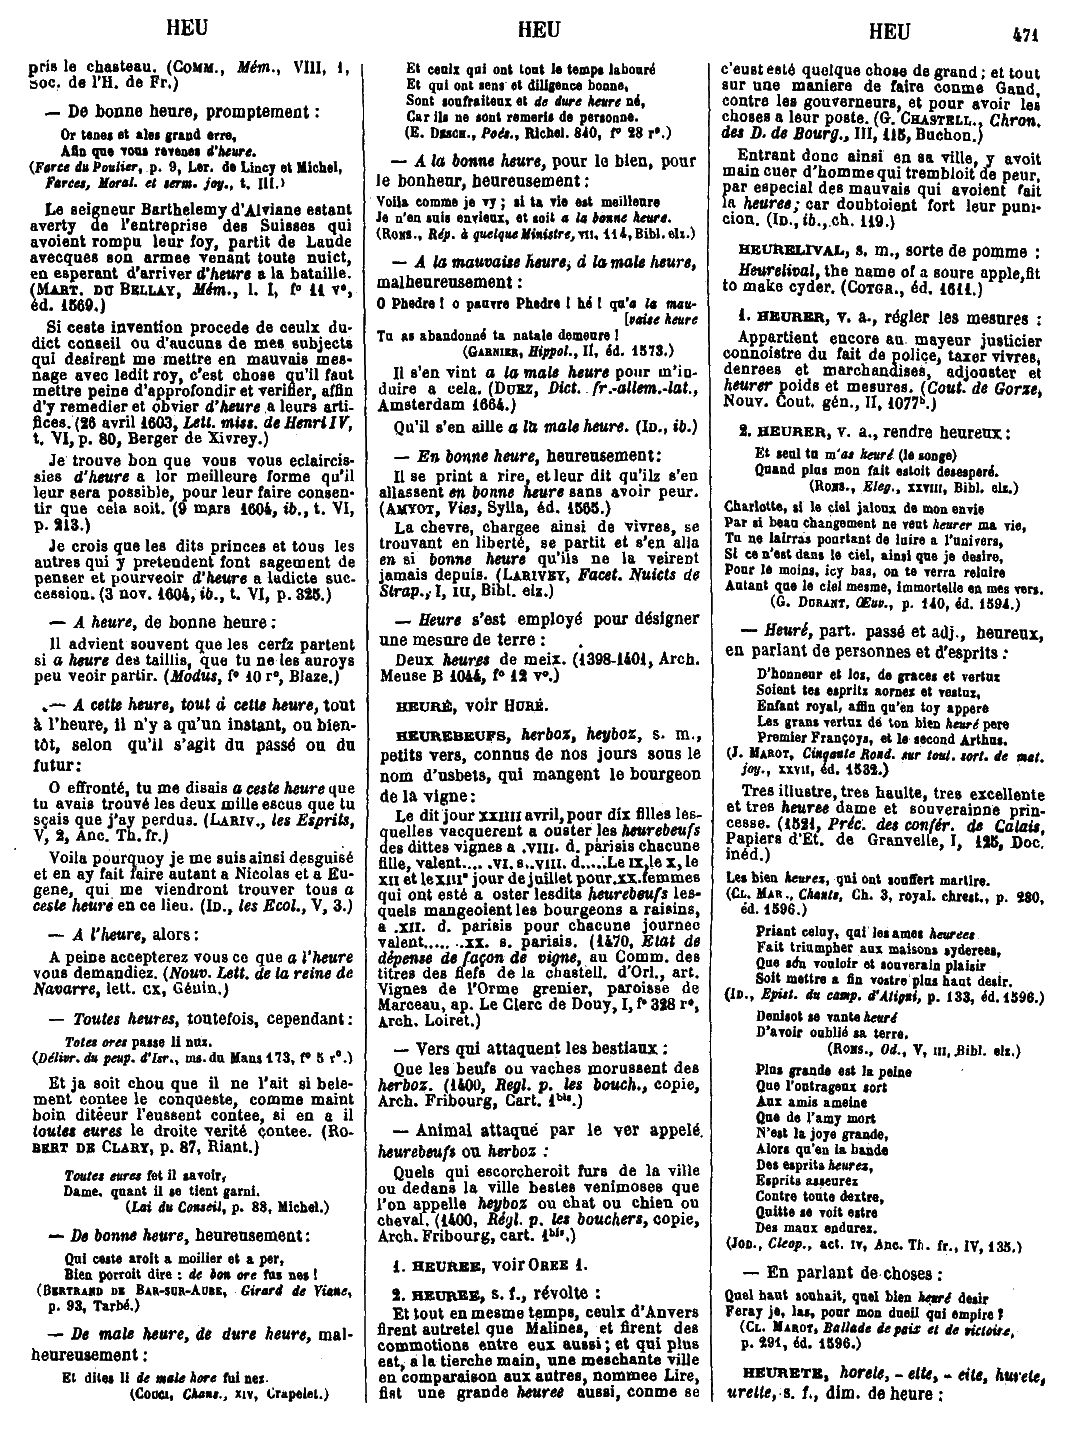 HEU
HEU
HEU
471
pris le chasteau. (COMM., Mém., VIII, 1,
Soc. de l'H. de Fr.)
— De bonne heure, promptement :
Or tenes et ales grand erre,
Afin que vous revenes d'heure.
(Farce du Poulier, p. 9, Ler. de Lincy et Michel,
Farces, Moral. et serm. joy., t. III.)
Le seigneur Barthelemy d'Alviane estant
averty de l'entreprise des Suisses qui
avoient rompu leur foy, partit de Laude
avecques son armee venant toute nuict,
en esperant d'arriver d'heure a la bataille.
(MART. DU BELLAY, Mém., l. I, f° 11 v°,
éd. 1569.)
Si ceste invention procede de ceulx du-
dict conseil ou d'aucuns de mes subjects
qui desirent me mettre en mauvais mes-
nage avec ledit roy, c'est chose qu'il faut
mettre peine d'approfondir et verifier, affin
d'y remedier et obvier d'heure a leurs arti-
fices. (26 avril 1603, Lett. miss. de Henri IV,
t. VI, p. 80, Berger de Xivrey.)
Je trouve bon que vous vous eclaircis-
sies d'heure a lor meilleure forme qu'il
leur sera possible, pour leur faire consen-
tir que cela soit. (9 mars 1604, ib., t. VI,
p. 213.)
Je crois que les dits princes et tous les
autres qui y pretendent font sagement de
penser et pourveoir d'heure a ladicte suc-
cession. (3 nov. 1604, ib., t. VI, p. 325.)
— A heure, de bonne heure :
Il advient souvent que les cerfz partent
si a heure des taillis, que tu ne les auroys
peu veoir partir. (Modus, f° 10 r°, Blaze.)
— A cette heure, tout à cette heure, tout
à l'heure, il n'y a qu'un instant, ou bien-
tôt, selon qu'il s'agit du passé ou du
futur :
O effronté, tu me disais a ceste heure que
tu avais trouvé les deux mille escus que tu
sçais que j'ay perdus. (LARIV., les Esprits,
V, 2, Anc. Th. fr.)
Voila pourquoy je me suis ainsi desguisé
et en ay fait faire autant a Nicolas et a Eu-
gene, qui me viendront trouver tous a
ceste heure en ce lieu. (ID., les Ecol., V, 3.)
— A l'heure, alors :
A peine accepterez vous ce que a l'heure
vous demandiez. (Nouv. Lett. de la reine de
Navarre, lett. CX, Génin.)
— Toutes heures, toutefois, cependant :
Totes ores passe li nuz.
(Délivr. du peup. d'Isr., ms. du Mans 173, f° 5 r°.)
Et ja soit chou que il ne l'ait si bele-
ment contee le conqueste, comme maint
boin diteeur l'eussent contee, si en a il
toutes eures le droite verité contee. (RO-
BERT DE CLARY, p. 87, Riant.)
Toutes eures fet il savoir,
Dame, quant il se tient garni.
(Lai du Conseil, p. 88, Michel.)
— De bonne heure, heureusement :
Qui ceste aroit a moilier et a per,
Bien porroit dire : de bon ore fus nes !
(BERTRAND DE BAR-SUR-AUBE, Girard de Viane,
p. 93, Tarbé.)
— De male heure, de dure heure, mal-
heureusement :
Et dites li de male hore fui nez.
(COUCI, Chans., XIV, Crapelet.)
Et ceulx qui ont tout le temps labouré
Et qui ont sens et diligence bonne,
Sont soufraiteux et de dure heure né,
Car ils ne sont remeris de personne.
(E. DESCH., Poés., Richel. 840, f° 28 r°.)
— A la bonne heure, pour le bien, pour
le bonheur, heureusement :
Voila comme je vy ; si ta vie est meilleure
Je n'en suis envieux, et soit a la bonne heure.
(RONS., Rép. à quelque Ministre, VII, 114, Bibl. elz.)
— A la mauvaise heure, à la male heure,
malheureusement :
O Phedre ! o pauvre Phedre ! hé ! qu'a la mau-
[vaise heure
Tu as abandonné ta natale demeure !
(GARNIER, Hippol., II, éd. 1573.)
Il s'en vint a la male heure pour m'in-
duire a cela. (DUEZ, Dict. fr.-allem.-lat.,
Amsterdam 1664.)
Qu'il s'en aille a la male heure. (ID., ib.)
— En bonne heure, heureusement :
Il se print a rire, et leur dit qu'ilz s'en
allassent en bonne heure sans avoir peur.
(AMYOT, Vies, Sylla, éd. 1565.)
La chevre, chargee ainsi de vivres, se
trouvant en liberté, se partit et s'en alla
en si bonne heure qu'ils ne la veirent
jamais depuis. (LARIVEY, Facet. Nuicts de
Strap., I, III, Bibl. elz.)
— Heure s'est employé pour désigner
une mesure de terre :
Deux heures de meix. (1398-1401, Arch.
Meuse B 1044, f° 12 v°.)
HEURÉ, voir HURÉ.
HEUREBEUFS, herboz, heyboz, s. m.,
petits vers, connus de nos jours sous le
nom d'usbets, qui mangent le bourgeon
de la vigne :
Le dit jour XXIIII avril, pour dix filles les-
quelles vacquerent a ouster les heurebeufs
des dittes vignes a .VIII. d. parisis chacune
fille, valent.... .VI. s. .VIII. d.... Le IX, le X, le
XII et le XIII° jour de juillet pour .XX. femmes
qui ont esté a oster lesdits heurebeufs les-
quels mangeoient les bourgeons a raisins,
a .XII. d. parisis pour chacune journee
valent..... .XX. s. parisis. (1470, Etat de
dépense de façon de vigne, au Comm. des
titres des fiefs de la chastell. d'Orl., art.
Vignes de l'Orme grenier, paroisse de
Marceau, ap. Le Clerc de Douy, I, f° 328 r°,
Arch. Loiret.)
— Vers qui attaquent les bestiaux :
Que les beufs ou vaches morussent des
herboz. (1400, Regl. p. les bouch., copie,
Arch. Fribourg, Cart. 1bis.)
— Animal attaqué par le ver appelé
heurebeufs ou herboz :
Quels qui escorcheroit furs de la ville
ou dedans la ville bestes venimoses que
l'on appelle heyboz ou chat ou chien ou
cheval. (1400, Régl. p. les bouchers, copie,
Arch. Fribourg, cart. 1bis.)
1. HEUREE, voir OREE 1.
2. HEUREE, s. f., révolte :
Et tout en mesme temps, ceulx d'Anvers
firent autretel que Malines, et firent des
commotions entre eux aussi ; et qui plus
est, a la tierche main, une meschante ville
en comparaison aux autres, nommee Lire,
fist une grande heuree aussi, conme se
c'eust esté quelque chose de grand ; et tout
sur une maniere de faire conme Gand,
contre les gouverneurs, et pour avoir les
choses a leur poste. (G. CHASTELL., Chron.
des D. de Bourg., III, 115, Buchon.)
Entrant donc ainsi en sa ville, y avoit
main cuer d'homme qui trembloit de peur,
par especial des mauvais qui avoient fait
la heures ; car doubtoient fort leur puni-
cion. (ID., ib., ch. 119.)
HEURELIVAL, s. m., sorte de pomme :
Heurelival, the name of a soure apple, fit
to make cyder. (COTGR., éd. 1611.)
1. HEURER, v. a., régler les mesures :
Appartient encore au mayeur justicier
connoistre du fait de police, taxer vivres,
denrees et marchandises, adjouster et
heurer poids et mesures. (Cout. de Gorze,
Nouv. Cout. gén., II, 1077b.)
2. HEURER, v. a., rendre heureux :
Et seul tu m'as heuré (le songe)
Quand plus mon fait estoit desesperé.
(RONS., Eleg., XXVIII, Bibl. elz.)
Charlotte, si le ciel jaloux de mon envie
Par si beau changement ne veut heurer ma vie,
Tu ne lairras pourtant de luire a l'univers,
Si ce n'est dans le ciel, ainsi que je desire,
Pour le moins, icy bas, on te verra reluire
Autant que le ciel mesme, immortelle en mes vers.
(G. DURANT, Œuv., p. 140, éd. 1594.)
— Heuré, part. passé et adj., heureux,
en parlant de personnes et d'esprits :
D'honneur et los, de graces et vertuz
Soient tes espritz aornez et vestuz,
Enfant royal, affin qu'en toy appere
Les grans vertuz de ton bien heuré pere
Premier Françoys, et le second Arthus.
(J. MAROT, Cinqante Rond. sur tout. sort. de mat.
joy., XXVII, éd. 1532.)
Tres illustre, tres haulte, tres excellente
et tres heuree dame et souverainne prin-
cesse. (1521, Préc. des confér. de Calais,
Papiers d'Et. de Granvelle, I, 125, Doc.
inéd.)
Les bien heurez, qui ont souffert martire.
(CL. MAR., Chants, Ch. 3, royal. chrest., p. 280,
éd. 1596.)
Priant celuy, qui les ames heurees
Fait triumpher aux maisons syderees,
Que son vouloir et souverain plaisir
Soit mettre a fin vostre plus haut desir.
(ID., Epist. du camp. d'Atigni, p. 133, éd. 1596.)
Denisot se vante heuré
D'avoir oublié sa terre.
(RONS., Od., V, III, Bibl. elz.)
Plus grande est la peine
Que l'outrageux sort
Aux amis ameine
Que de l'amy mort
N'est la joye grande,
Alors qu'en la bande
Des esprits heurez,
Esprits asseurez
Contre toute dextre,
Quitte se voit estre
Des maux endurez.
(JOD., Cleop., act. IV, Anc. Th. fr., IV, 135.)
— En parlant de choses :
Quel haut souhait, quel bien heuré desir
Feray je, las, pour mon dueil qui empire ?
(CL. MAROT, Ballade de paix et de victoire,
p. 291, éd. 1596.)
HEURETE, horete, - ette, - eite, hurete,
urette, s. f., dim. de heure :